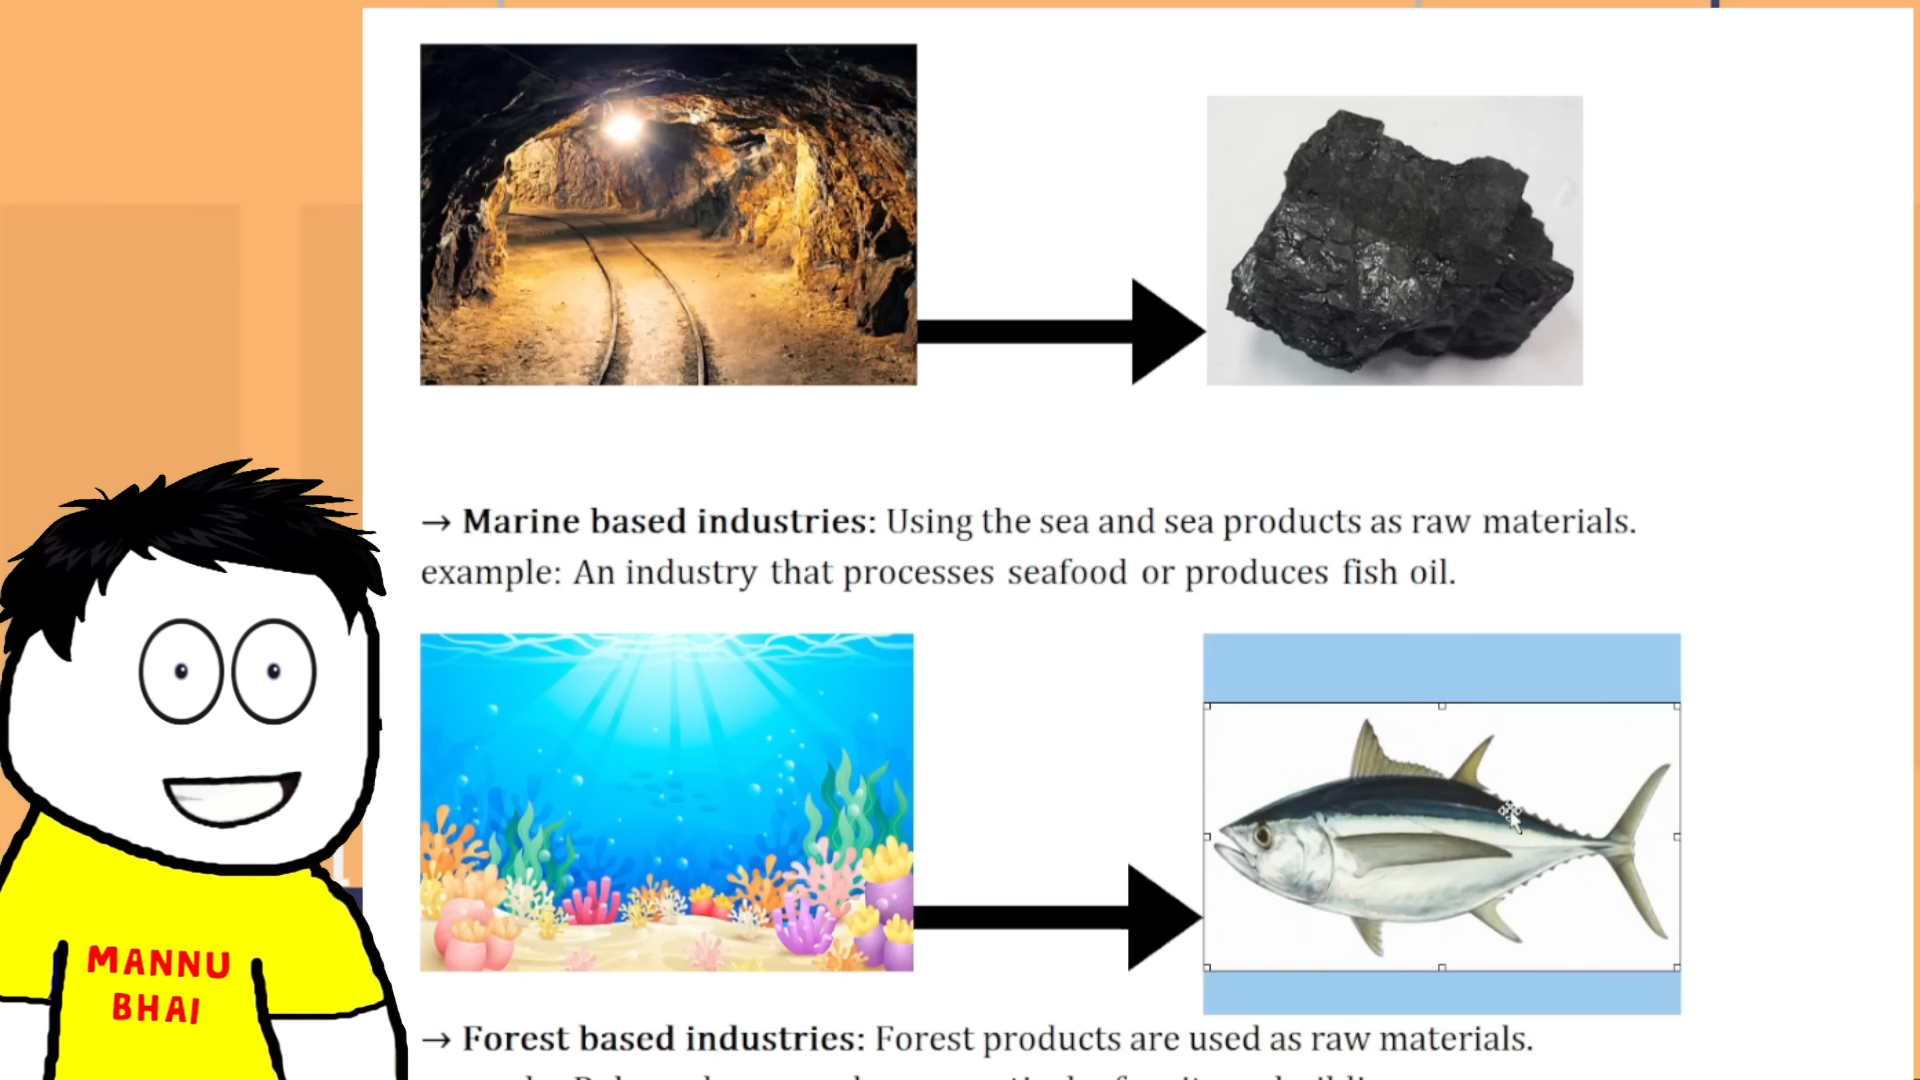 → Marine based industries: Using the sea and sea products as raw materials.
example: An industry that processes seafood or produces fish oil.
MANNU
BHAI
→ Forest based industries: Forest products are used as raw materials.